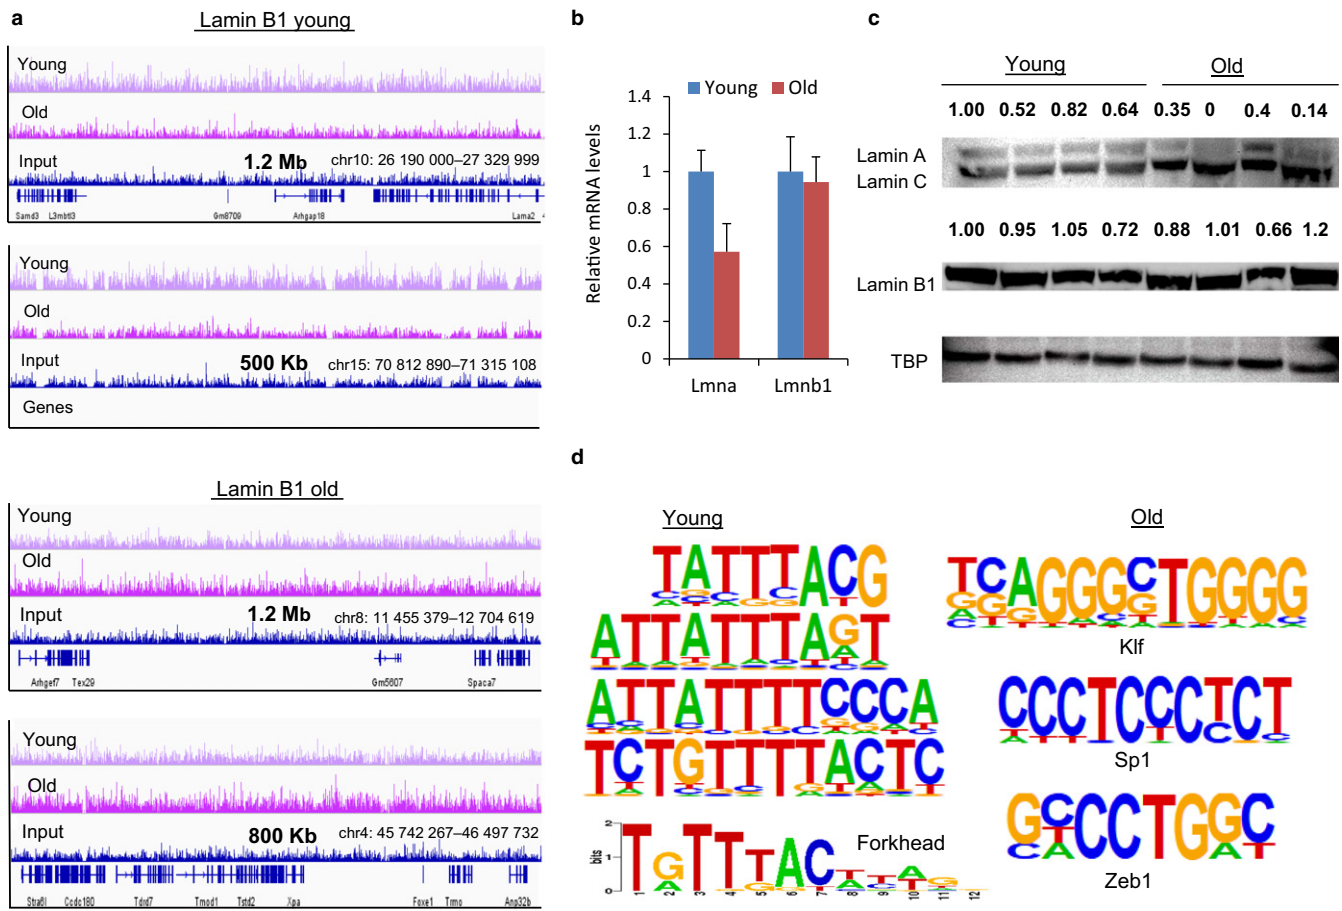 a
Lamin B1 young
Young
Old
Input
1.2 Mb
chr10: 26 190 000–27 329 999
Samd3 L3mbtl3 Gm8709 Arhgap18 Lama2 4
Young
Old
Input
500 Kb
chr15: 70 812 890–71 315 108
Genes
Lamin B1 old
Young
Old
Input
1.2 Mb
chr8: 11 455 379–12 704 619
Arhgef7 Tex29 Gm5607 Spaca7
Young
Old
Input
800 Kb
chr4: 45 742 267–46 497 732
Stra6l Ccdc180 Tdrd7 Tmod1 Tstd2 Xpa Foxe1 Trmo Anp32b
b
Young Old
Relative mRNA levels
1.4
1.2
1
0.8
0.6
0.4
0.2
0
Lmna Lmnb1
c
Young Old
1.00 0.52 0.82 0.64 0.35 0 0.4 0.14
Lamin A
Lamin C
1.00 0.95 1.05 0.72 0.88 1.01 0.66 1.2
Lamin B1
TBP
d
Young
TATTTACG
ATTATTTAGT
ATTATTTTCCCA
TCTGTTTTACTC
bits
2
1
0
TGTTTAC
Forkhead
1 2 3 4 5 6 7 8 9 10 11 12
Old
TCAGGGCTGGGG
Klf
CCCTCCCTCT
Sp1
GCCCTGGC
Zeb1